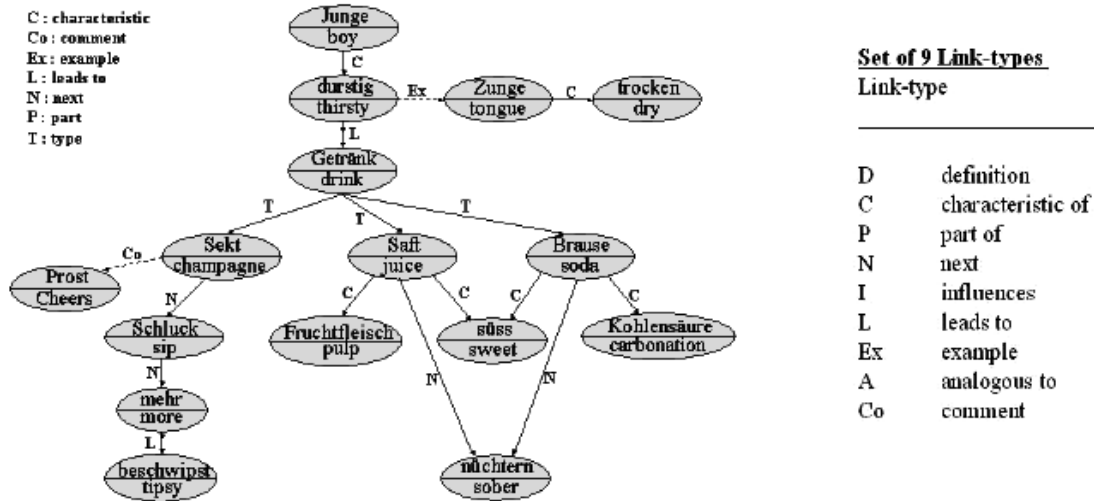 C : characteristic
Co : comment
Ex : example
L : leads to
N : next
P : part
T : type
Junge
boy
C
durstig
thirsty
Ex
Zunge
tongue
C
trocken
dry
L
Getränk
drink
T
T
T
Sekt
champagne
Saft
juice
Brause
soda
Co
Prost
Cheers
N
C
C
C
C
Schluck
sip
Fruchtfleisch
pulp
süss
sweet
Kohlensäure
carbonation
N
N
N
mehr
more
L
beschwipst
tipsy
nüchtern
sober
Set of 9 Link-types
Link-type
D definition
C characteristic of
P part of
N next
I influences
L leads to
Ex example
A analogous to
Co comment